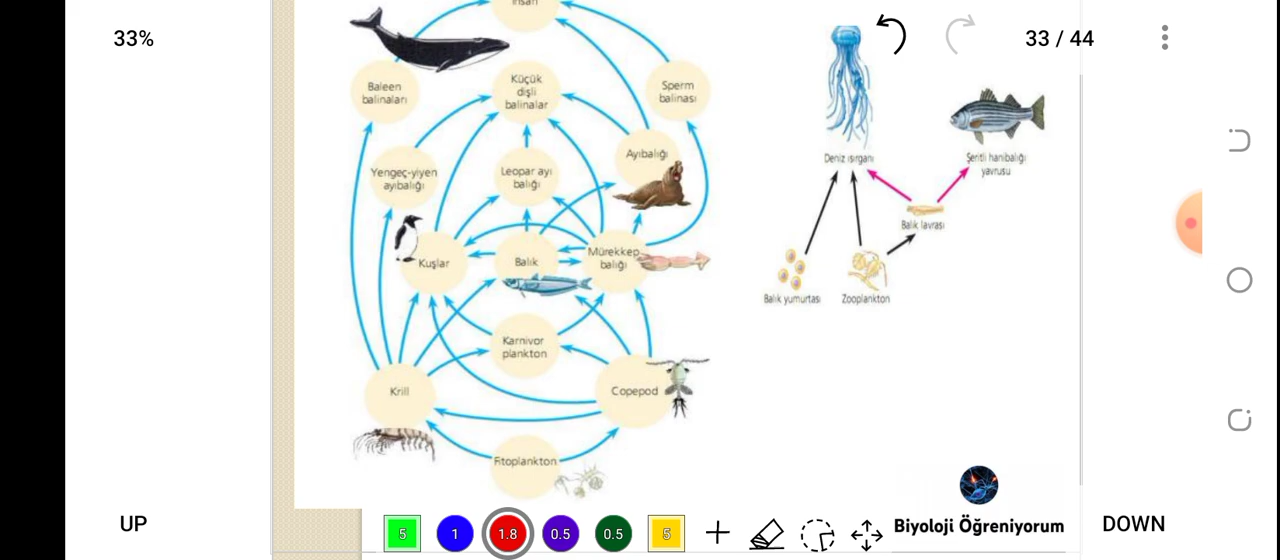 33%
33 / 44
İnsan
Baleen
balinaları
Küçük
dişli
balinalar
Sperm
balinası
Yengeç-yiyen
ayıbalığı
Leopar ayı
balığı
Ayıbalığı
Kuşlar
Balık
Mürekkep
balığı
Karnivor
plankton
Krill
Copepod
Fitoplankton
Deniz ısırganı
Şeritli hanibalığı
yavrusu
Balık lavrası
Balık yumurtası
Zooplankton
UP
5
1
1.8
0.5
0.5
5
Biyoloji Öğreniyorum
DOWN